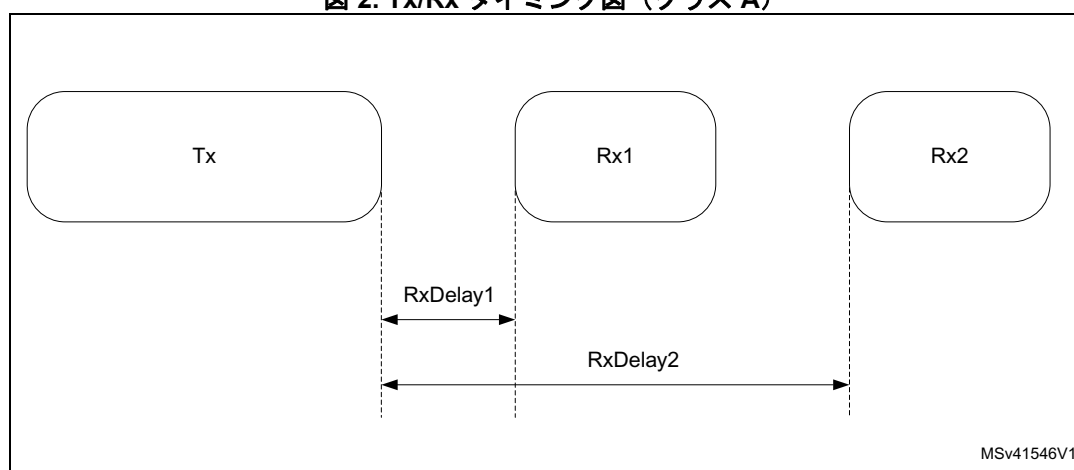 図 2. Tx/Rx タイミング図（クラス A）
Tx
Rx1
Rx2
RxDelay1
RxDelay2
MSv41546V1